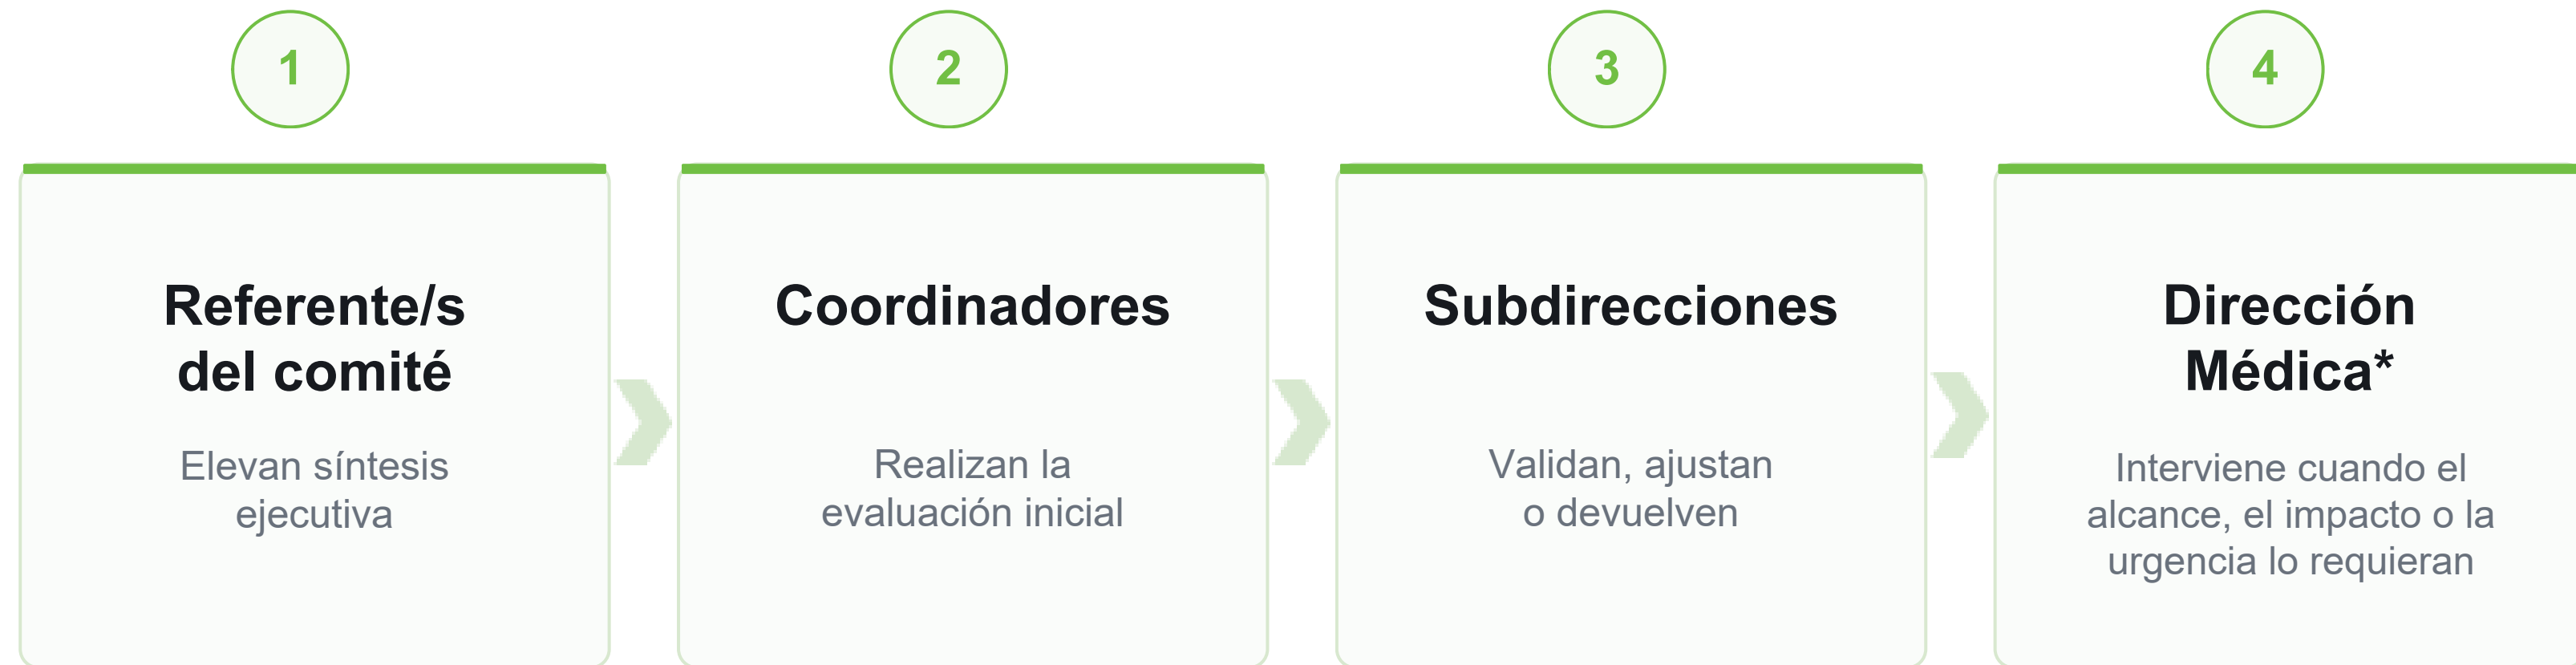 1
2
3
4
Referente/s
del comité
Elevan síntesis
ejecutiva
Coordinadores
Realizan la
evaluación inicial
Subdirecciones
Validan, ajustan
o devuelven
Dirección
Médica*
Interviene cuando el
alcance, el impacto o la
urgencia lo requieran